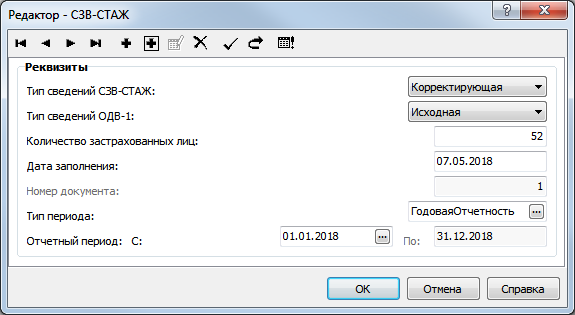 Редактор - СЗВ-СТАЖ
Реквизиты
Тип сведений СЗВ-СТАЖ: Корректирующая
Тип сведений ОДВ-1: Исходная
Количество застрахованных лиц: 52
Дата заполнения: 07.05.2018
Номер документа: 1
Тип периода: ГодоваяОтчетность ...
Отчетный период: С: 01.01.2018 ... По: 31.12.2018
ОК Отмена Справка